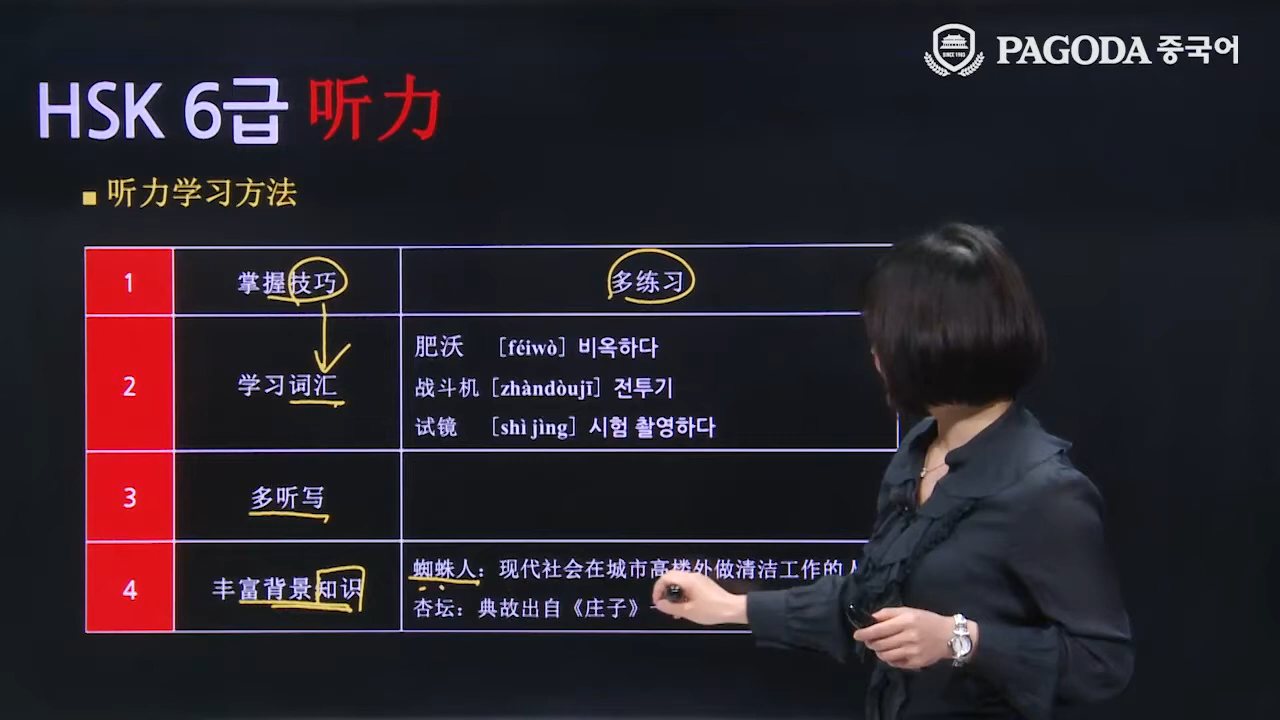 PAGODA 중국어
SINCE 1983
HSK 6급 听力
听力学习方法
1 掌握技巧 多练习
2 学习词汇 肥沃 [féiwò] 비옥하다
战斗机 [zhàndòujī] 전투기
试镜 [shì jìng] 시험 촬영하다
3 多听写
4 丰富背景知识 蜘蛛人：现代社会在城市高楼外做清洁工作的人
杏坛：典故出自《庄子》